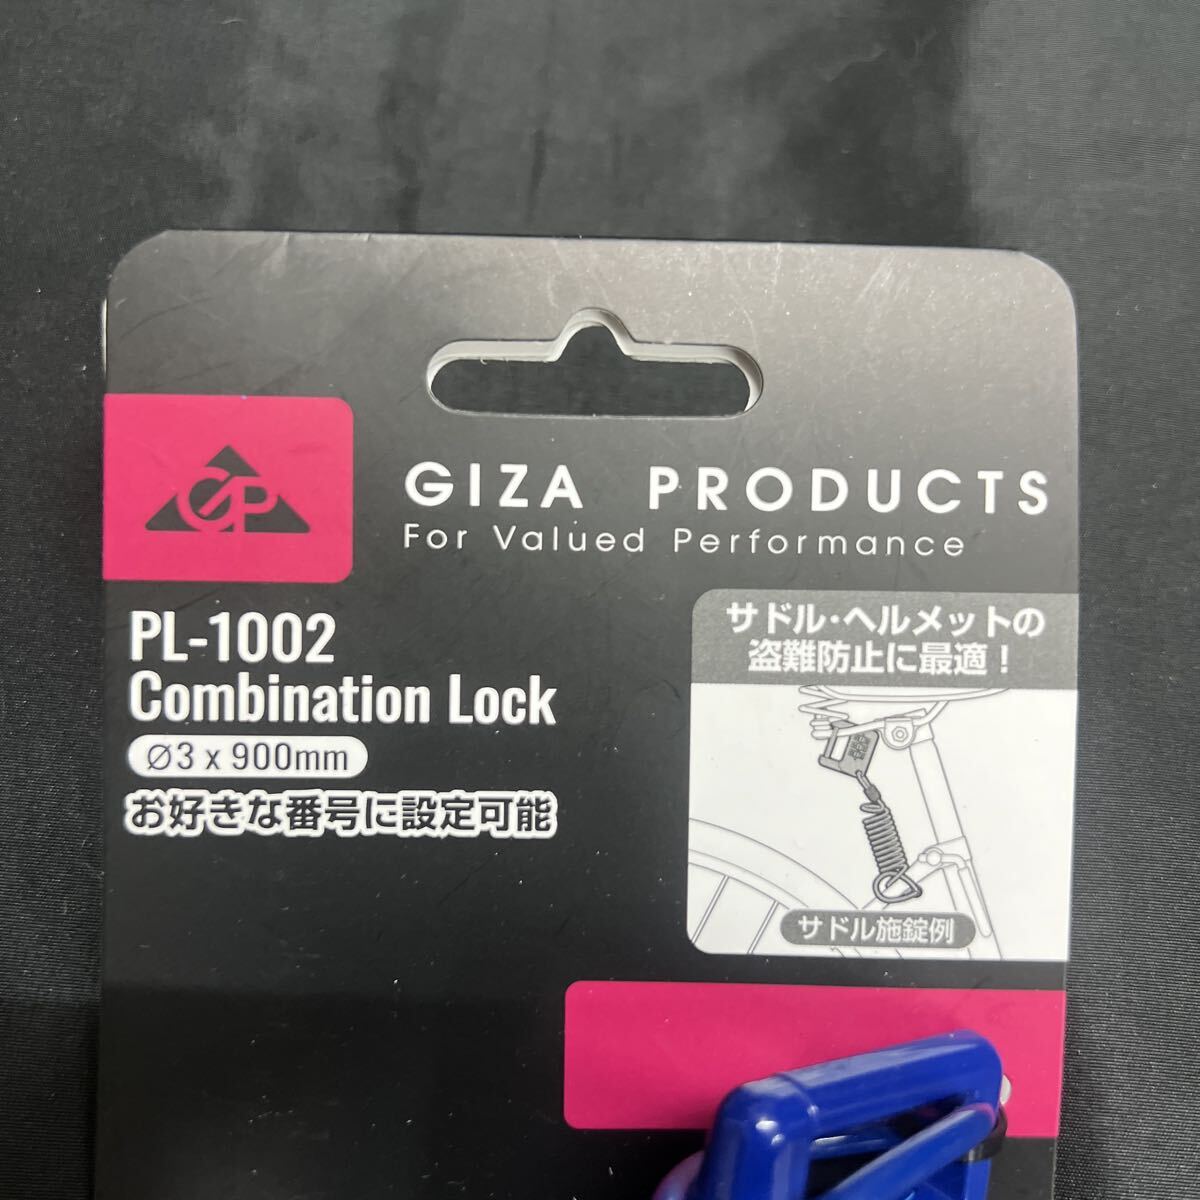 GP
GIZA PRODUCTS
For Valued Performance
PL-1002
Combination Lock
Ø3 x 900mm
お好きな番号に設定可能
サドル・ヘルメットの
盗難防止に最適！
サドル施錠例